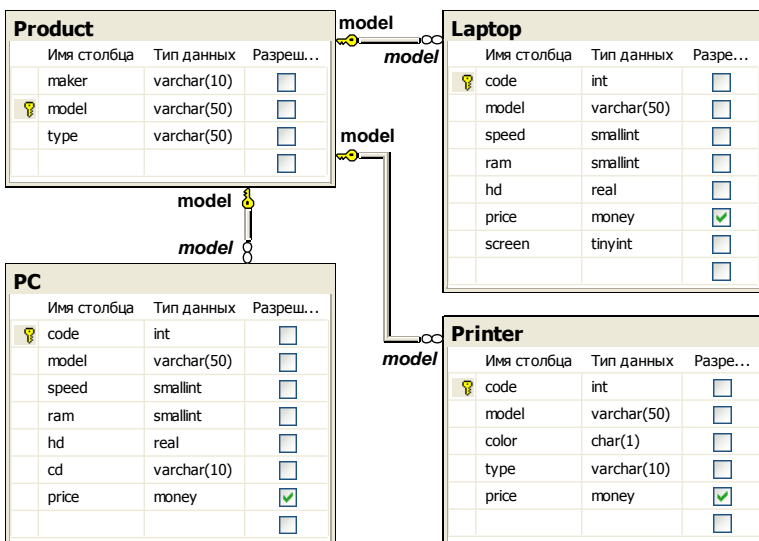 Product
Имя столбца Тип данных Разреш...
maker varchar(10)
model varchar(50)
type varchar(50)
model
model
Laptop
Имя столбца Тип данных Разре...
code int
model varchar(50)
speed smallint
ram smallint
hd real
price money
screen tinyint
model
model
model
model
PC
Имя столбца Тип данных Разреш...
code int
model varchar(50)
speed smallint
ram smallint
hd real
cd varchar(10)
price money
Printer
Имя столбца Тип данных Разре...
code int
model varchar(50)
color char(1)
type varchar(10)
price money